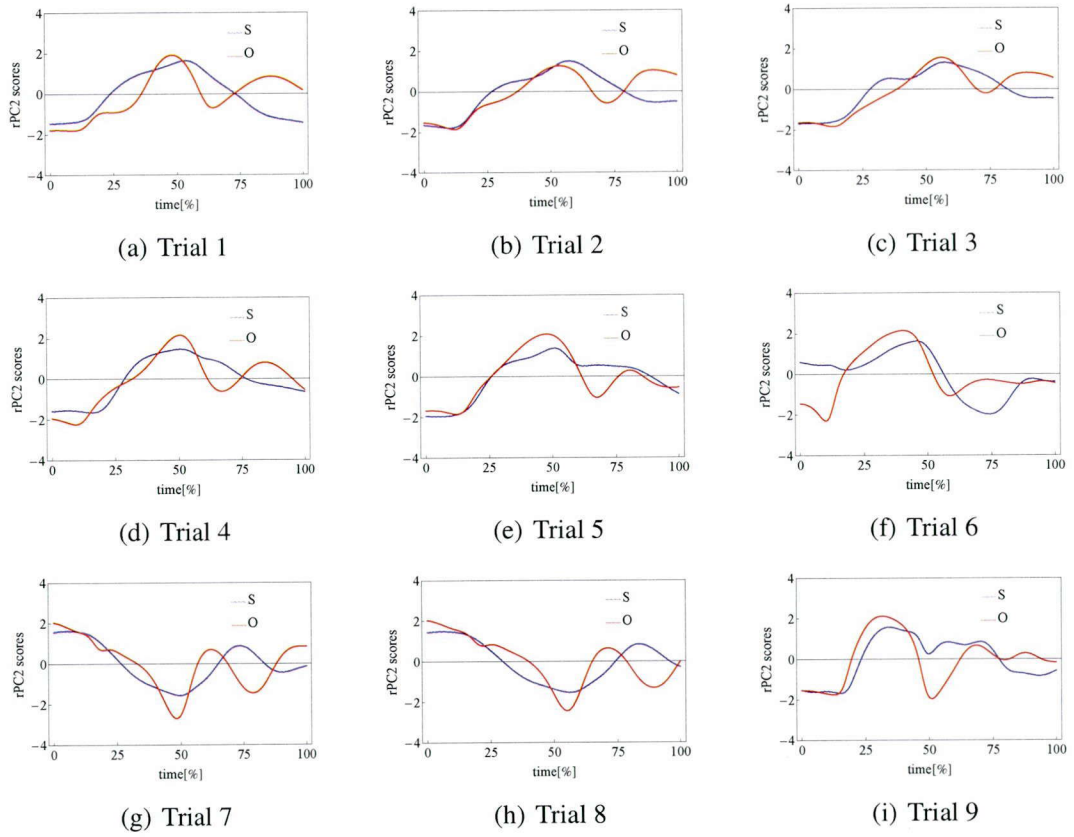 4
2
0
−2
−4
rPC2 scores
S
O
0 25 50 75 100
time[%]
(a) Trial 1
4
2
0
−2
−4
rPC2 scores
S
O
0 25 50 75 100
time[%]
(b) Trial 2
4
2
0
−2
−4
rPC2 scores
S
O
0 25 50 75 100
time[%]
(c) Trial 3
4
2
0
−2
−4
rPC2 scores
S
O
0 25 50 75 100
time[%]
(d) Trial 4
4
2
0
−2
−4
rPC2 scores
S
O
0 25 50 75 100
time[%]
(e) Trial 5
4
2
0
−2
−4
rPC2 scores
S
O
0 25 50 75 100
time[%]
(f) Trial 6
4
2
0
−2
−4
rPC2 scores
S
O
0 25 50 75 100
time[%]
(g) Trial 7
4
2
0
−2
−4
rPC2 scores
S
O
0 25 50 75 100
time[%]
(h) Trial 8
4
2
0
−2
−4
rPC2 scores
S
O
0 25 50 75 100
time[%]
(i) Trial 9